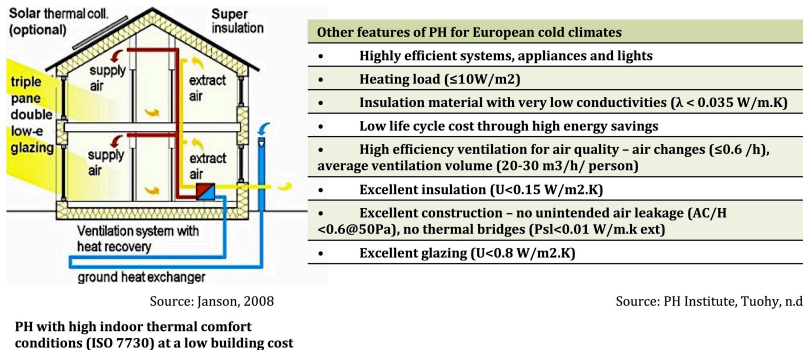 Solar thermal coll.
(optional)
Super
insulation
supply
air
extract
air
triple
pane
double
low-e
glazing
supply
air
extract
air
Ventilation system with
heat recovery
ground heat exchanger
Source: Janson, 2008
PH with high indoor thermal comfort
conditions (ISO 7730) at a low building cost
Other features of PH for European cold climates
• Highly efficient systems, appliances and lights
• Heating load (≤10W/m2)
• Insulation material with very low conductivities (λ < 0.035 W/m.K)
• Low life cycle cost through high energy savings
• High efficiency ventilation for air quality – air changes (≤0.6 /h),
average ventilation volume (20-30 m3/h/ person)
• Excellent insulation (U<0.15 W/m2.K)
• Excellent construction – no unintended air leakage (AC/H
<0.6@50Pa), no thermal bridges (Psl<0.01 W/m.k ext)
• Excellent glazing (U<0.8 W/m2.K)
Source: PH Institute, Tuohy, n.d